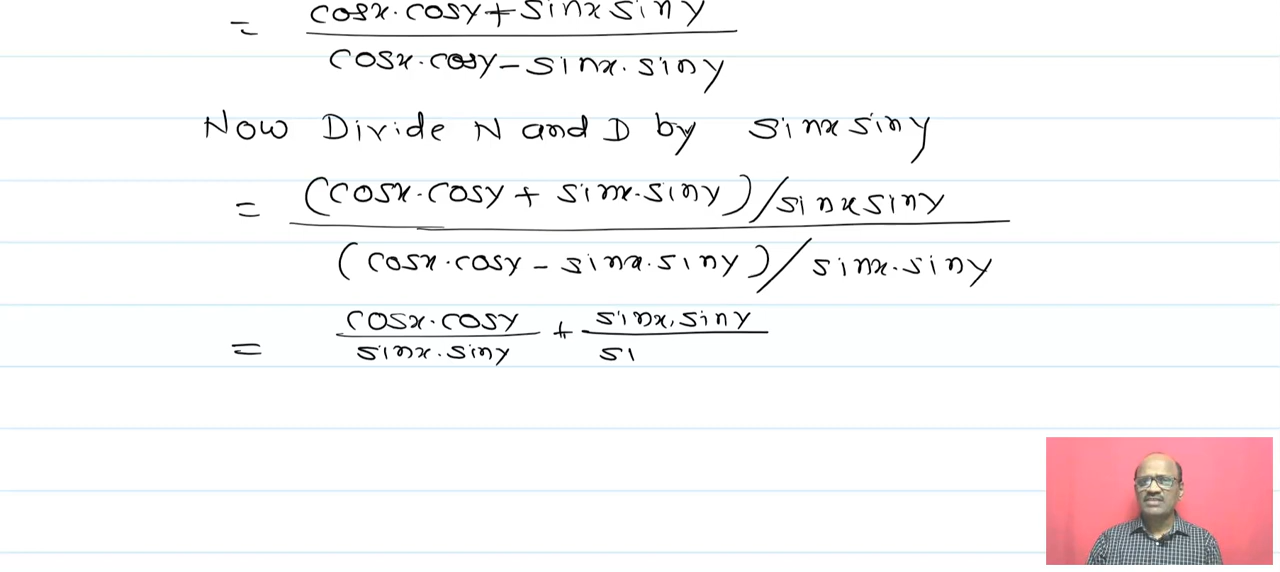 = cosx.cosy+sinx siny / cosx.cosy-sinx.siny
Now Divide N and D by sinx siny
= (cosx.cosy + sinx.siny)/sinx siny
(cosx.cosy - sinx.siny)/sinx.siny
= cosx.cosy / sinx.siny + sinx.siny / si